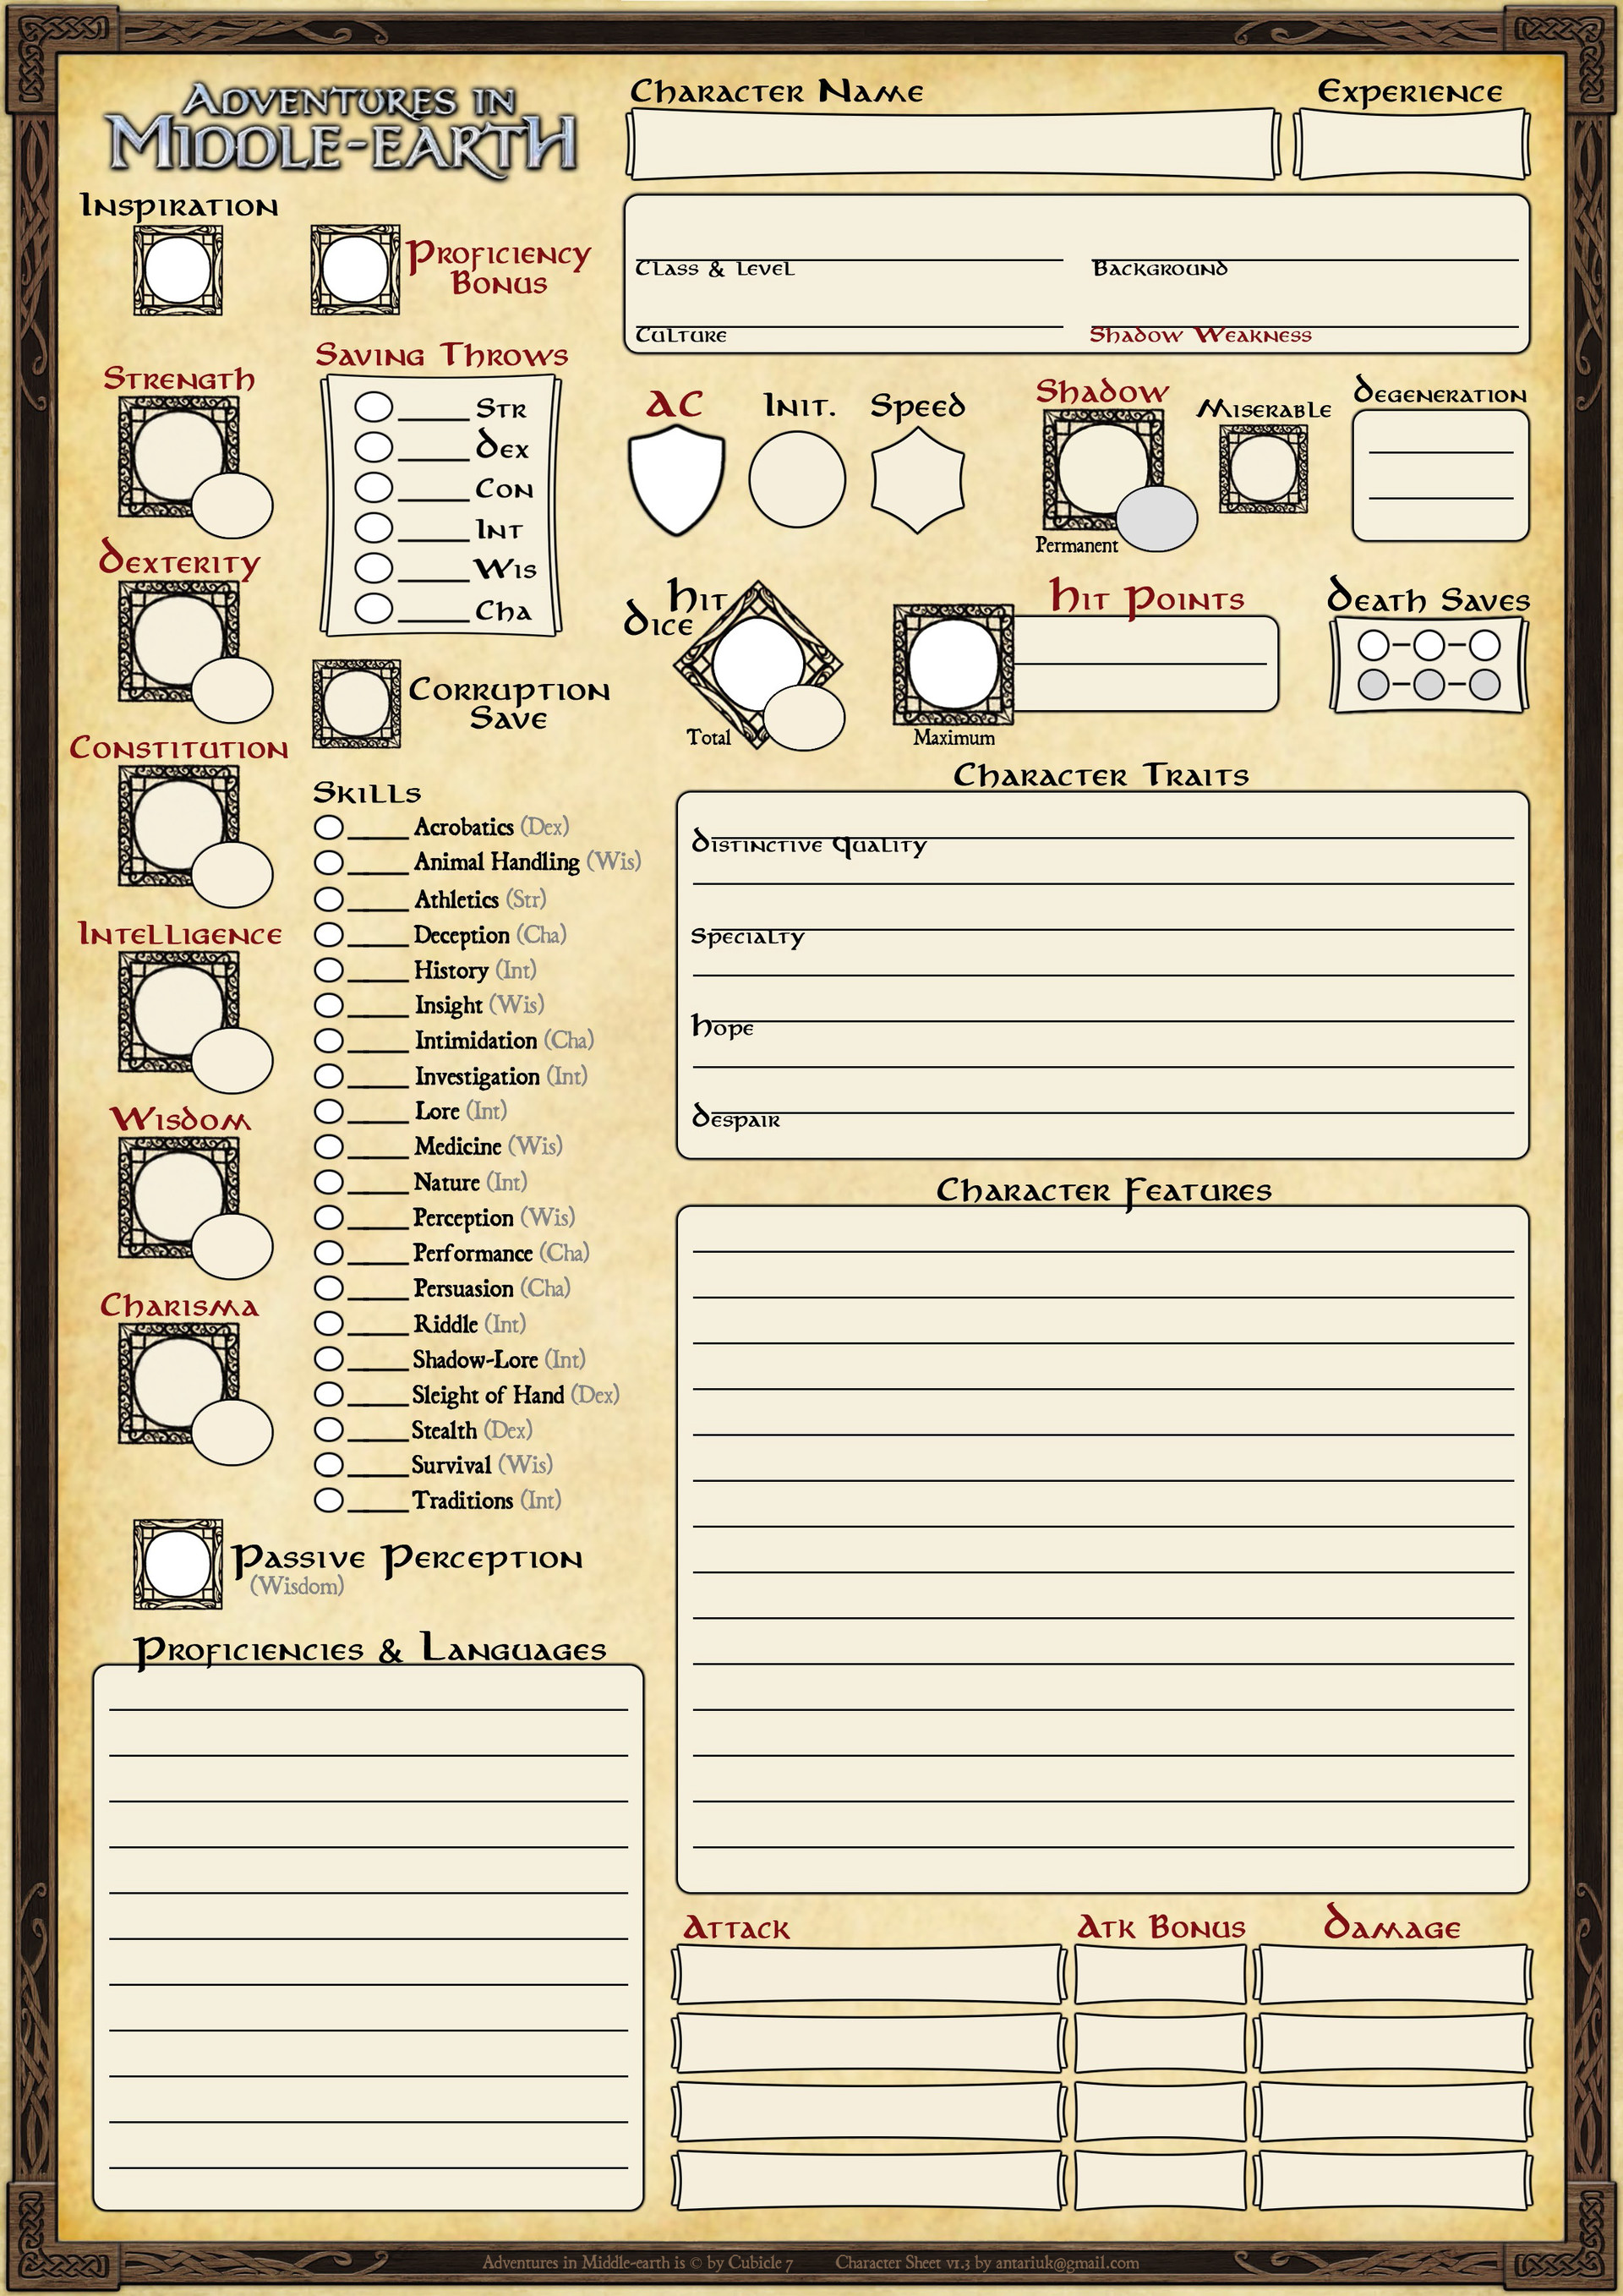 Adventures in
Middle-earth
Character Name
Experience
Inspiration
Proficiency
Bonus
Class & Level
Background
Culture
Shadow Weakness
Strength
Dexterity
Constitution
Intelligence
Wisdom
Charisma
Saving Throws
Str
Dex
Con
Int
Wis
Cha
Corruption
Save
AC
Init.
Speed
Shadow
Permanent
Miserable
Degeneration
Hit
Dice
Total
Hit Points
Maximum
Death Saves
Skills
Acrobatics (Dex)
Animal Handling (Wis)
Athletics (Str)
Deception (Cha)
History (Int)
Insight (Wis)
Intimidation (Cha)
Investigation (Int)
Lore (Int)
Medicine (Wis)
Nature (Int)
Perception (Wis)
Performance (Cha)
Persuasion (Cha)
Riddle (Int)
Shadow-Lore (Int)
Sleight of Hand (Dex)
Stealth (Dex)
Survival (Wis)
Traditions (Int)
Passive Perception
(Wisdom)
Proficiencies & Languages
Character Traits
Distinctive Quality
Specialty
Hope
Despair
Character Features
Attack
Atk Bonus
Damage
Adventures in Middle-earth is © by Cubicle 7
Character Sheet v1.3 by antariuk@gmail.com